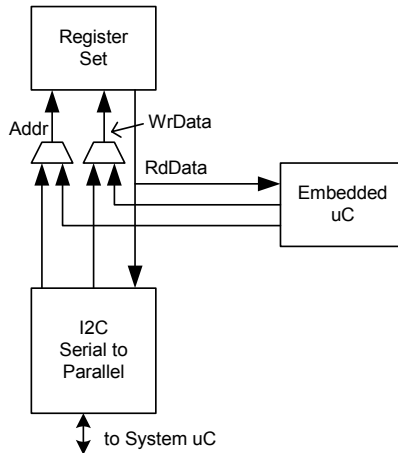 Register
Set
Addr
WrData
RdData
Embedded
uC
I2C
Serial to
Parallel
to System uC